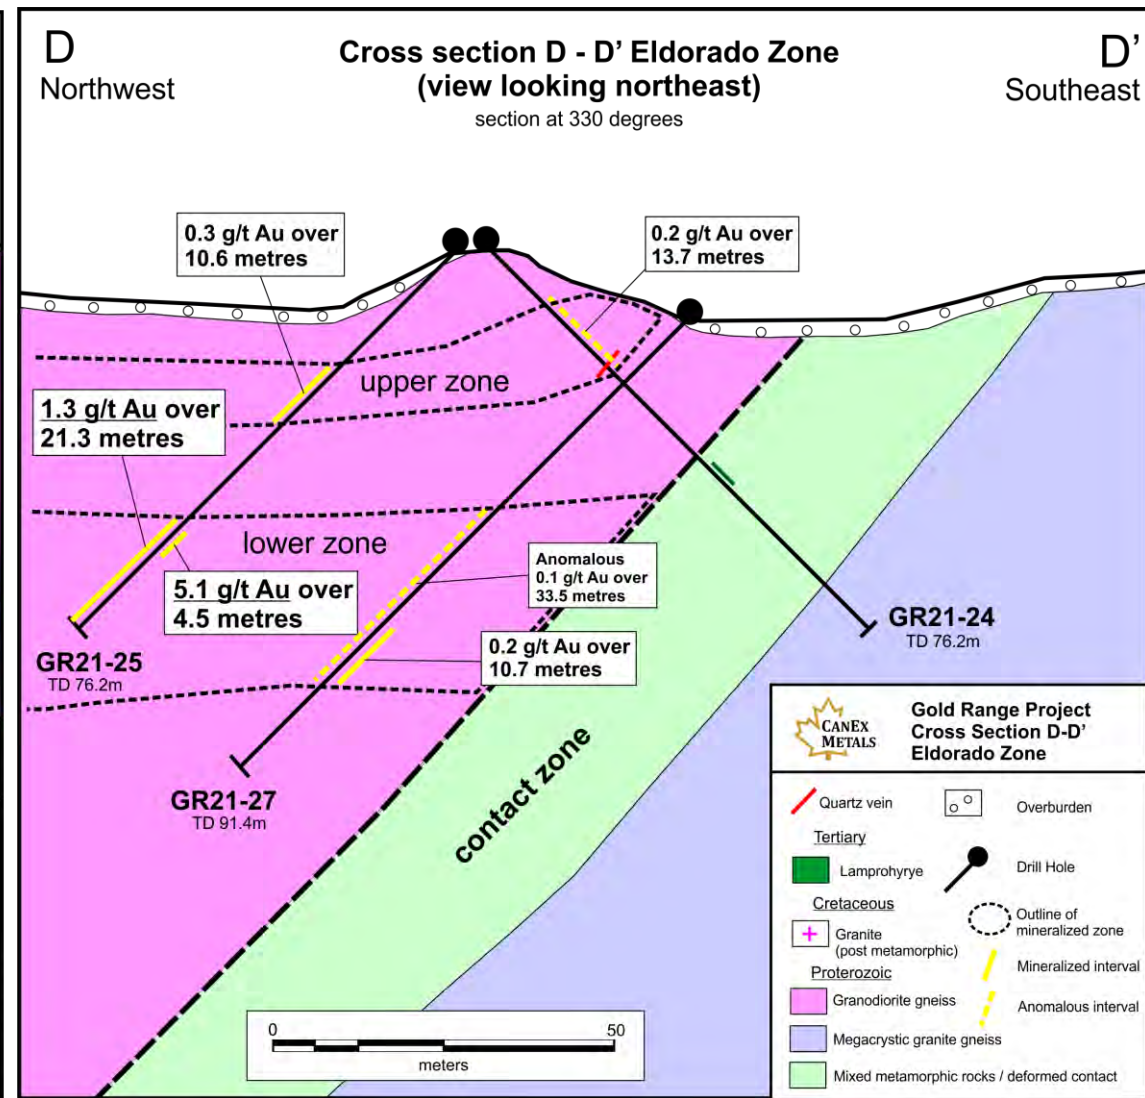 D
Northwest
Cross section D - D' Eldorado Zone
(view looking northeast)
section at 330 degrees
D'
Southeast
0.3 g/t Au over
10.6 metres
0.2 g/t Au over
13.7 metres
upper zone
1.3 g/t Au over
21.3 metres
lower zone
5.1 g/t Au over
4.5 metres
Anomalous
0.1 g/t Au over
33.5 metres
0.2 g/t Au over
10.7 metres
GR21-24
TD 76.2m
GR21-25
TD 76.2m
GR21-27
TD 91.4m
contact zone
0
50
meters
CANEX
METALS
Gold Range Project
Cross Section D-D'
Eldorado Zone
Quartz vein
Overburden
Tertiary
Lamprohyrye
Drill Hole
Cretaceous
Granite
(post metamorphic)
Outline of
mineralized zone
Mineralized interval
Proterozoic
Granodiorite gneiss
Anomalous interval
Megacrystic granite gneiss
Mixed metamorphic rocks / deformed contact